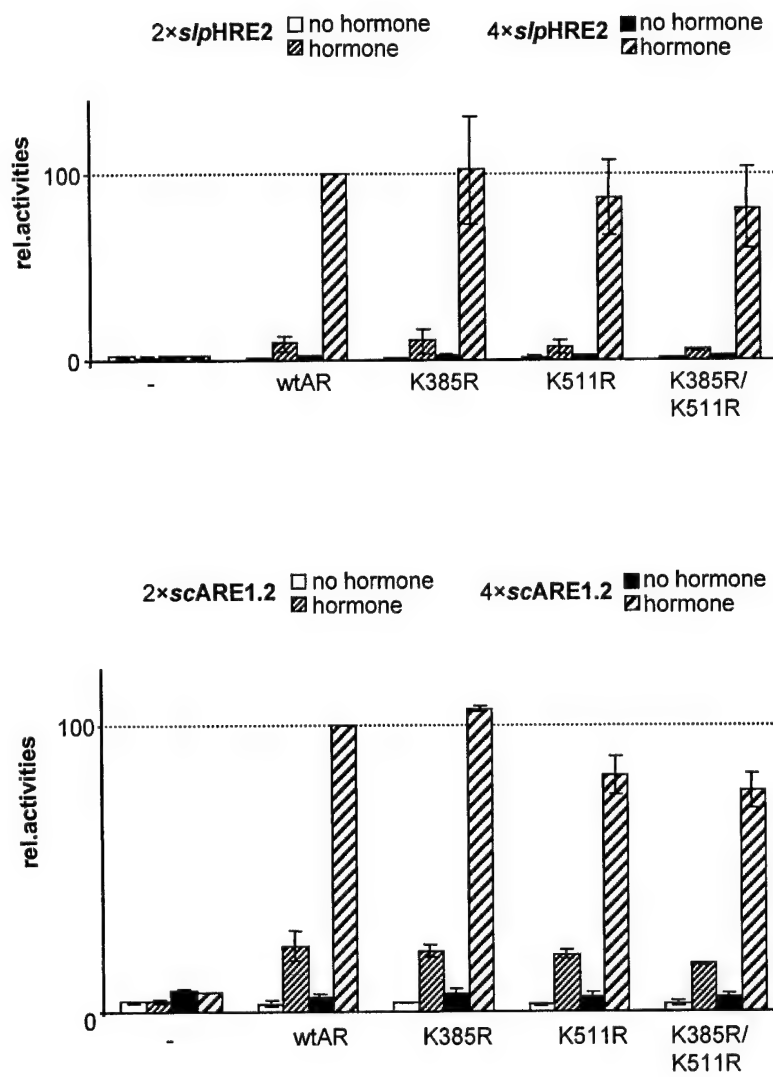 2×slpHRE2 no hormone 4×slpHRE2 no hormone
hormone hormone
rel.activities
100
0
- wtAR K385R K511R K385R/
K511R
2×scARE1.2 no hormone 4×scARE1.2 no hormone
hormone hormone
rel.activities
100
0
- wtAR K385R K511R K385R/
K511R